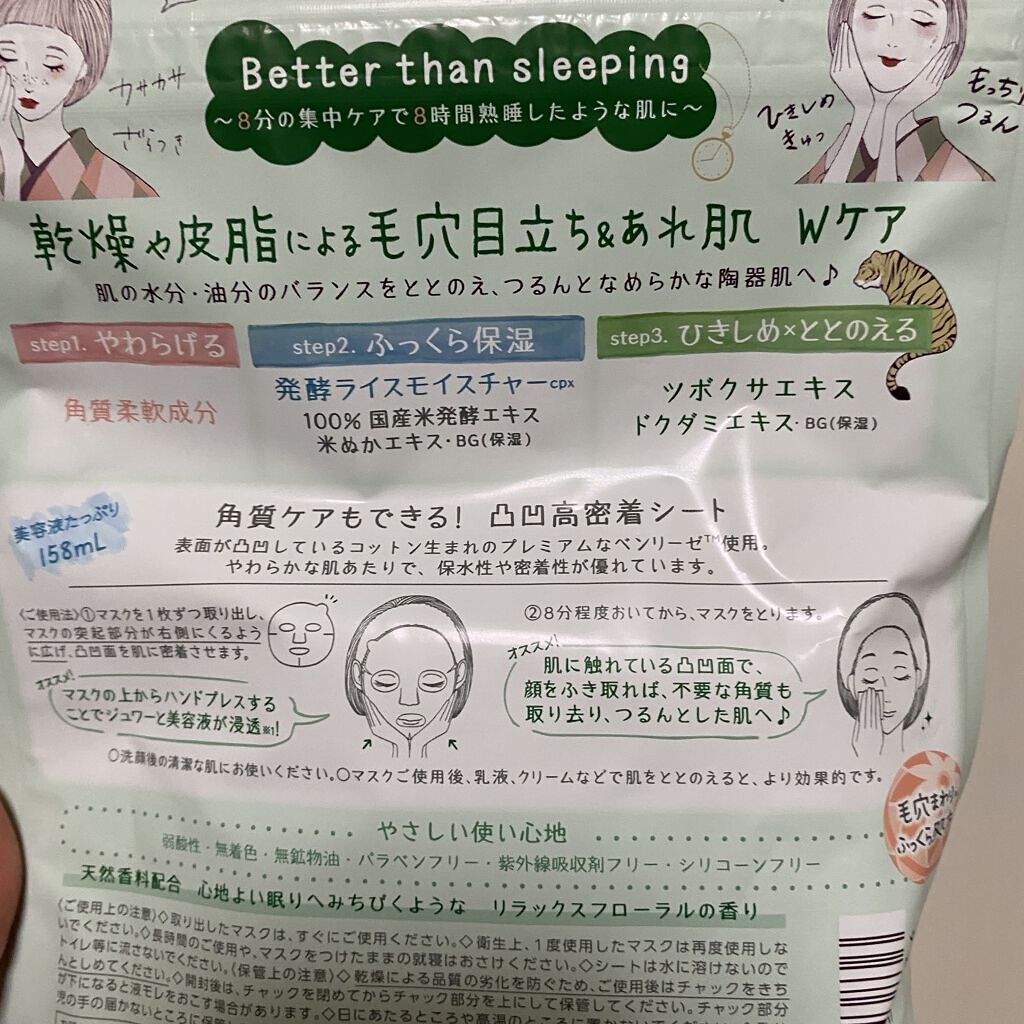 カサカサ
ざらつき
Better than sleeping
～8分の集中ケアで8時間熟睡したような肌に～
ひきしめ
きゅっ
もっちり
つるん
乾燥や皮脂による毛穴目立ち&あれ肌 Wケア
肌の水分・油分のバランスをととのえ、つるんとなめらかな陶器肌へ♪
step1. やわらげる
角質柔軟成分
step2. ふっくら保湿
発酵ライスモイスチャーcpx
100% 国産米発酵エキス
米ぬかエキス・BG(保湿)
step3. ひきしめ×ととのえる
ツボクサエキス
ドクダミエキス・BG(保湿)
美容液たっぷり
158mL
角質ケアもできる! 凸凹高密着シート
表面が凸凹しているコットン生まれのプレミアムなベンリーゼ™使用。
やわらかな肌あたりで、保水性や密着性が優れています。
〈ご使用法〉①マスクを1枚ずつ取り出し、
マスクの突起部分が右側にくるよう
に広げ、凸凹面を肌に密着させます。
オススメ!
マスクの上からハンドプレスする
ことでジュワーと美容液が浸透※1!
②8分程度おいてから、マスクをとります。
オススメ!
肌に触れている凸凹面で、
顔をふき取れば、不要な角質も
取り去り、つるんとした肌へ♪
○洗顔後の清潔な肌にお使いください。○マスクご使用後、乳液、クリームなどで肌をととのえると、より効果的です。
毛穴まわり
ふっくら
やさしい使い心地
弱酸性・無着色・無鉱物油・パラベンフリー・紫外線吸収剤フリー・シリコーンフリー
天然香料配合 心地よい眠りへみちびくような リラックスフローラルの香り
〈ご使用上の注意〉◇取り出したマスクは、すぐにご使用ください。◇衛生上、1度使用したマスクは再度使用しな
いでください。◇長時間のご使用や、マスクをつけたままの就寝はおさけください。◇シートは水に溶けないので
トイレ等に流さないでください。〈保管上の注意〉◇乾燥による品質の劣化を防ぐため、ご使用後はチャックをきち
んとしめてください。◇開封後は、チャックを閉めてからチャック部分を上にして保管してください。チャック部分
が下になると液モレをおこす場合があります。◇日にあたるところや高温のところに置かないでください。
児の手の届かないところに保管